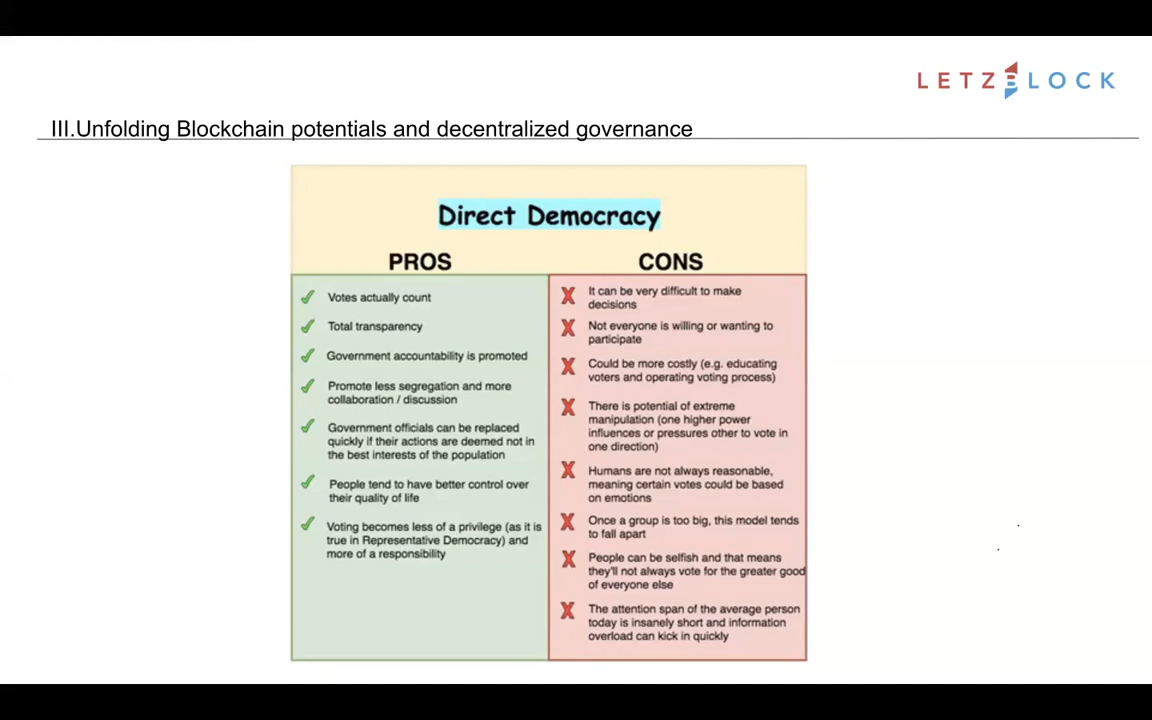 LETZBLOCK
III.Unfolding Blockchain potentials and decentralized governance
Direct Democracy
PROS
Votes actually count
Total transparency
Government accountability is promoted
Promote less segregation and more
collaboration / discussion
Government officials can be replaced
quickly if their actions are deemed not in
the best interests of the population
People tend to have better control over
their quality of life
Voting becomes less of a privilege (as it is
true in Representative Democracy) and
more of a responsibility
CONS
It can be very difficult to make
decisions
Not everyone is willing or wanting to
participate
Could be more costly (e.g. educating
voters and operating voting process)
There is potential of extreme
manipulation (one higher power
influences or pressures other to vote in
one direction)
Humans are not always reasonable,
meaning certain votes could be based
on emotions
Once a group is too big, this model tends
to fall apart
People can be selfish and that means
they'll not always vote for the greater good
of everyone else
The attention span of the average person
today is insanely short and information
overload can kick in quickly